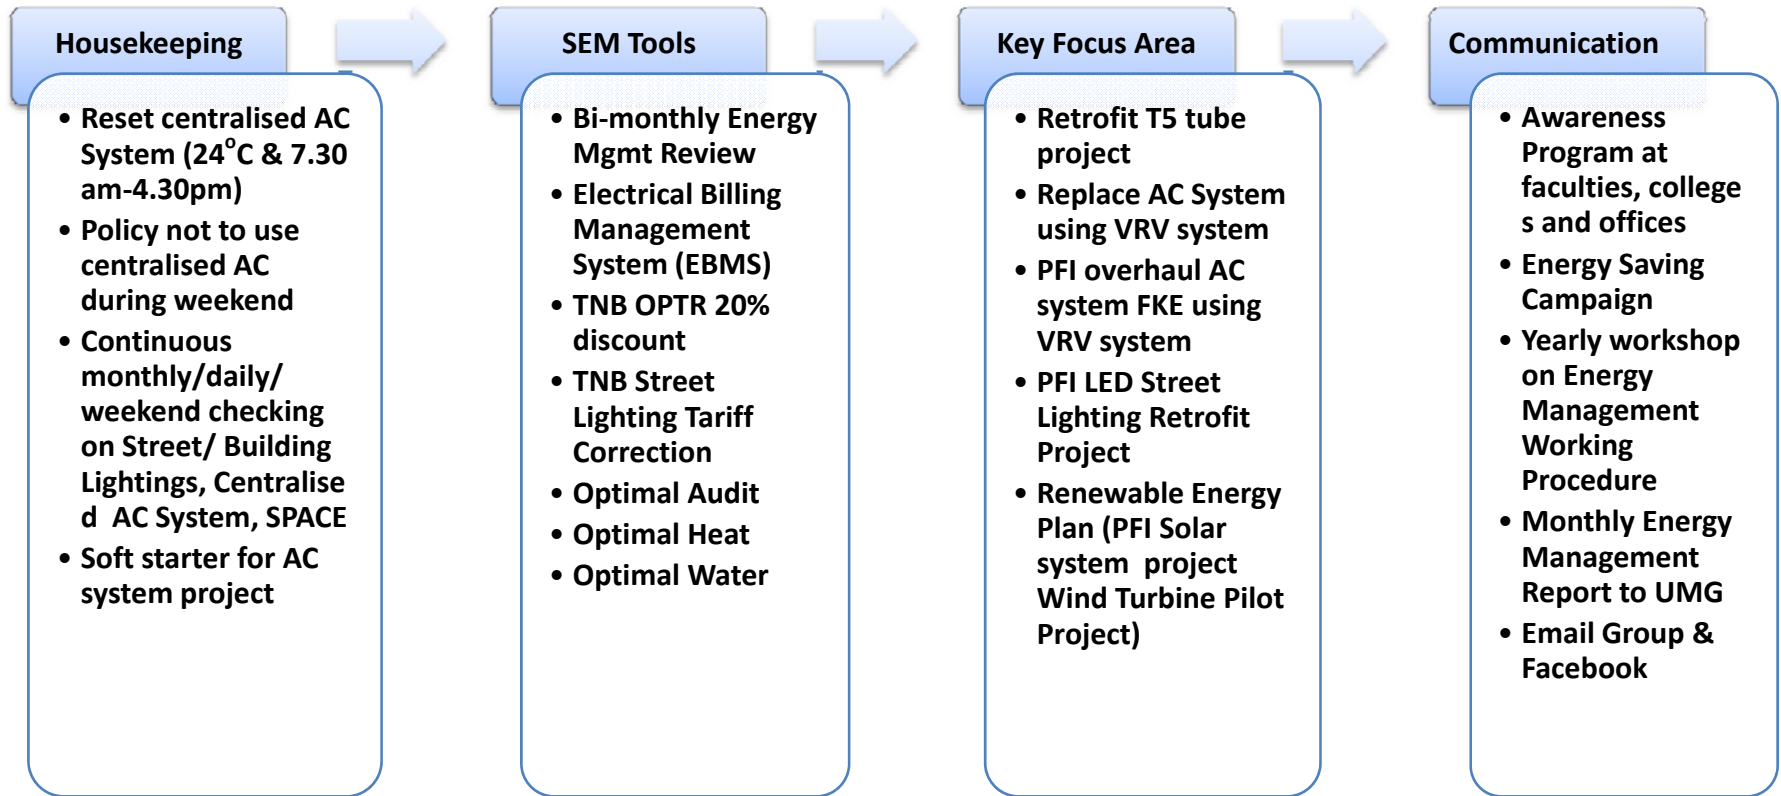 Housekeeping
• Reset centralised AC
System (24°C & 7.30
am-4.30pm)
• Policy not to use
centralised AC
during weekend
• Continuous
monthly/daily/
weekend checking
on Street/ Building
Lightings, Centralise
d AC System, SPACE
• Soft starter for AC
system project
SEM Tools
• Bi-monthly Energy
Mgmt Review
• Electrical Billing
Management
System (EBMS)
• TNB OPTR 20%
discount
• TNB Street
Lighting Tariff
Correction
• Optimal Audit
• Optimal Heat
• Optimal Water
Key Focus Area
• Retrofit T5 tube
project
• Replace AC System
using VRV system
• PFI overhaul AC
system FKE using
VRV system
• PFI LED Street
Lighting Retrofit
Project
• Renewable Energy
Plan (PFI Solar
system project
Wind Turbine Pilot
Project)
Communication
• Awareness
Program at
faculties, college
s and offices
• Energy Saving
Campaign
• Yearly workshop
on Energy
Management
Working
Procedure
• Monthly Energy
Management
Report to UMG
• Email Group &
Facebook